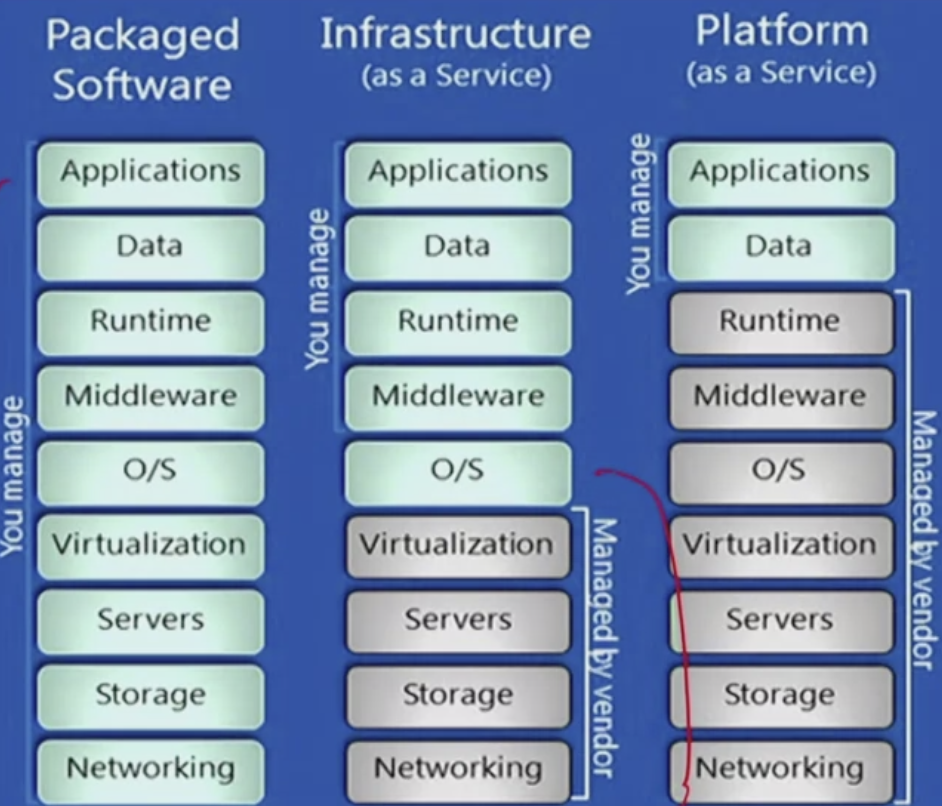 Packaged
Software
You manage
Applications
Data
Runtime
Middleware
O/S
Virtualization
Servers
Storage
Networking
Infrastructure
(as a Service)
You manage
Applications
Data
Runtime
Middleware
O/S
Virtualization
Servers
Storage
Networking
Managed by vendor
Platform
(as a Service)
You manage
Applications
Data
Runtime
Middleware
O/S
Virtualization
Servers
Storage
Networking
Managed by vendor